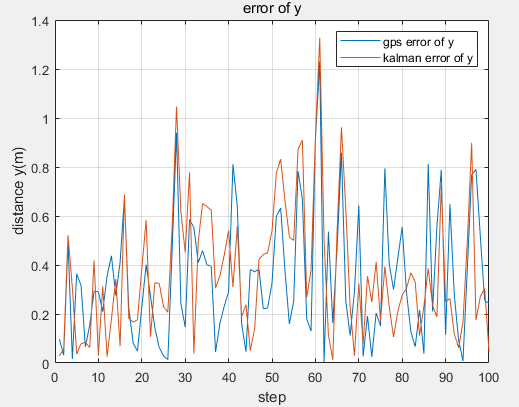 error of y
1.4
1.2
1
0.8
0.6
0.4
0.2
0
distance y(m)
gps error of y
kalman error of y
0 10 20 30 40 50 60 70 80 90 100
step